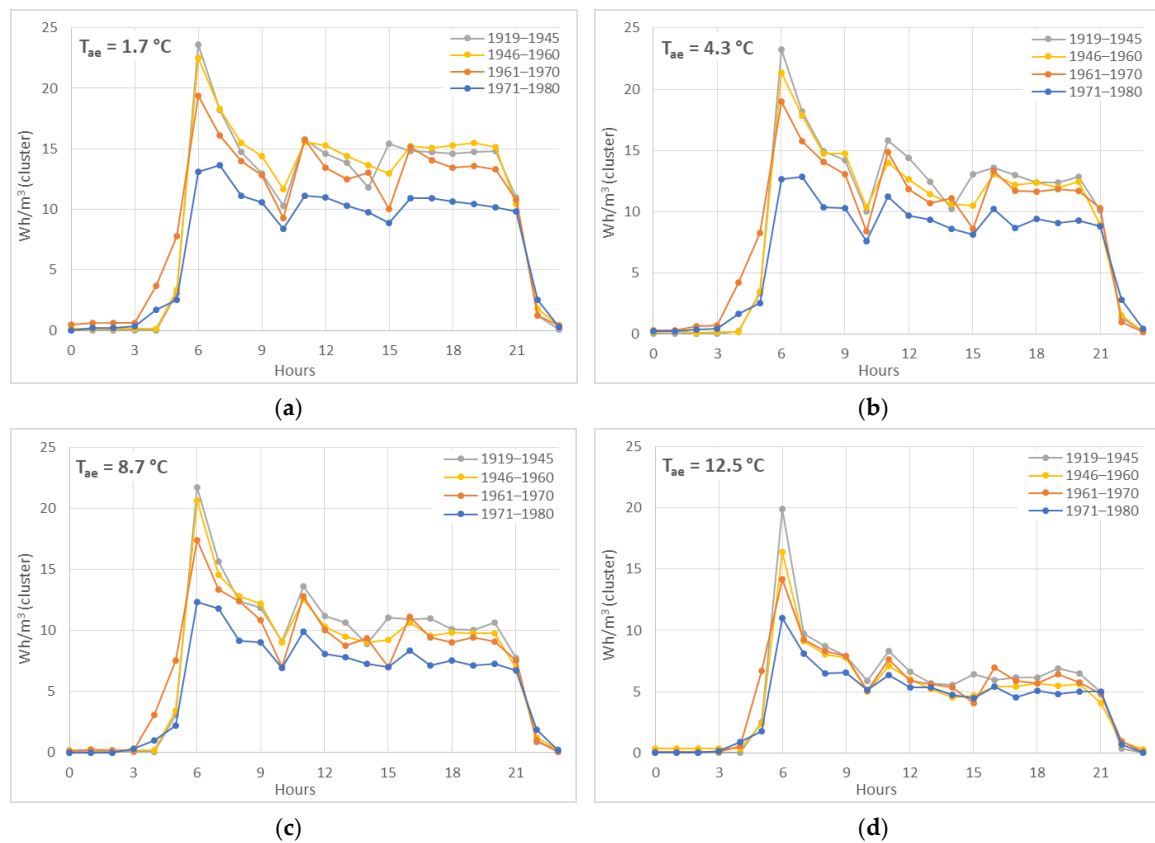 25
20
15
10
5
0
Wh/m³ (cluster)
T_ae = 1.7 °C
1919–1945
1946–1960
1961–1970
1971–1980
0 3 6 9 12 15 18 21
Hours
(a)
25
20
15
10
5
0
Wh/m³ (cluster)
T_ae = 4.3 °C
1919–1945
1946–1960
1961–1970
1971–1980
0 3 6 9 12 15 18 21
Hours
(b)
25
20
15
10
5
0
Wh/m³ (cluster)
T_ae = 8.7 °C
1919–1945
1946–1960
1961–1970
1971–1980
0 3 6 9 12 15 18 21
Hours
(c)
25
20
15
10
5
0
Wh/m³ (cluster)
T_ae = 12.5 °C
1919–1945
1946–1960
1961–1970
1971–1980
0 3 6 9 12 15 18 21
Hours
(d)